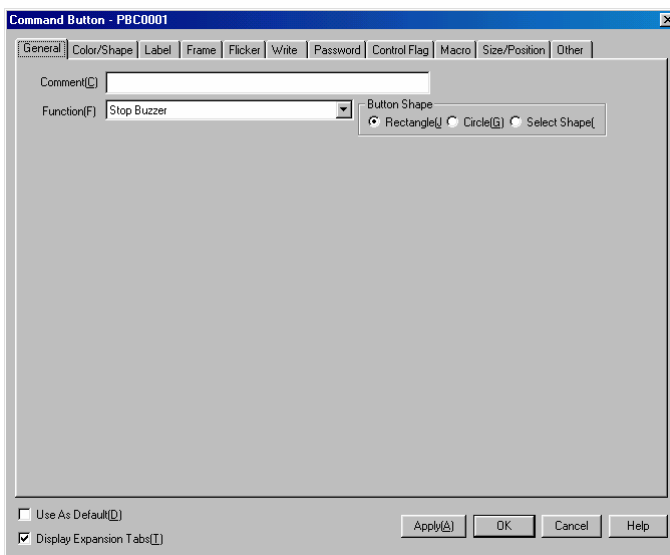 Command Button - PBC0001
General Color/Shape Label Frame Flicker Write Password Control Flag Macro Size/Position Other
Comment(C)
Function(F) Stop Buzzer
Button Shape
Rectangle(J Circle(G) Select Shape(
Use As Default(D)
Display Expansion Tabs(T)
Apply(A) OK Cancel Help